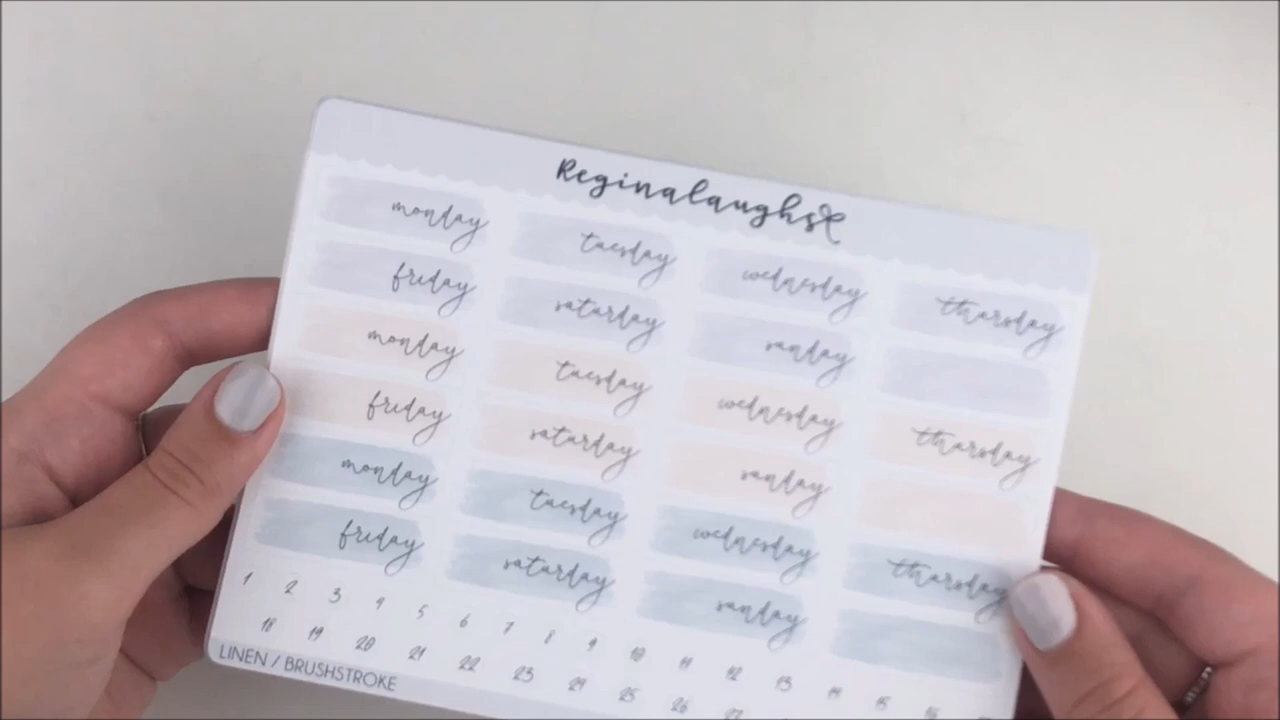 Reginalaughs
monday tuesday wednesday thursday
friday saturday sunday
monday tuesday wednesday thursday
friday saturday sunday
monday tuesday wednesday thursday
friday saturday sunday
1 2 3 4 5 6 7 8 9 10 11 12 13 14 15 16
18 19 20 21 22 23 24 25 26 27
LINEN / BRUSHSTROKE